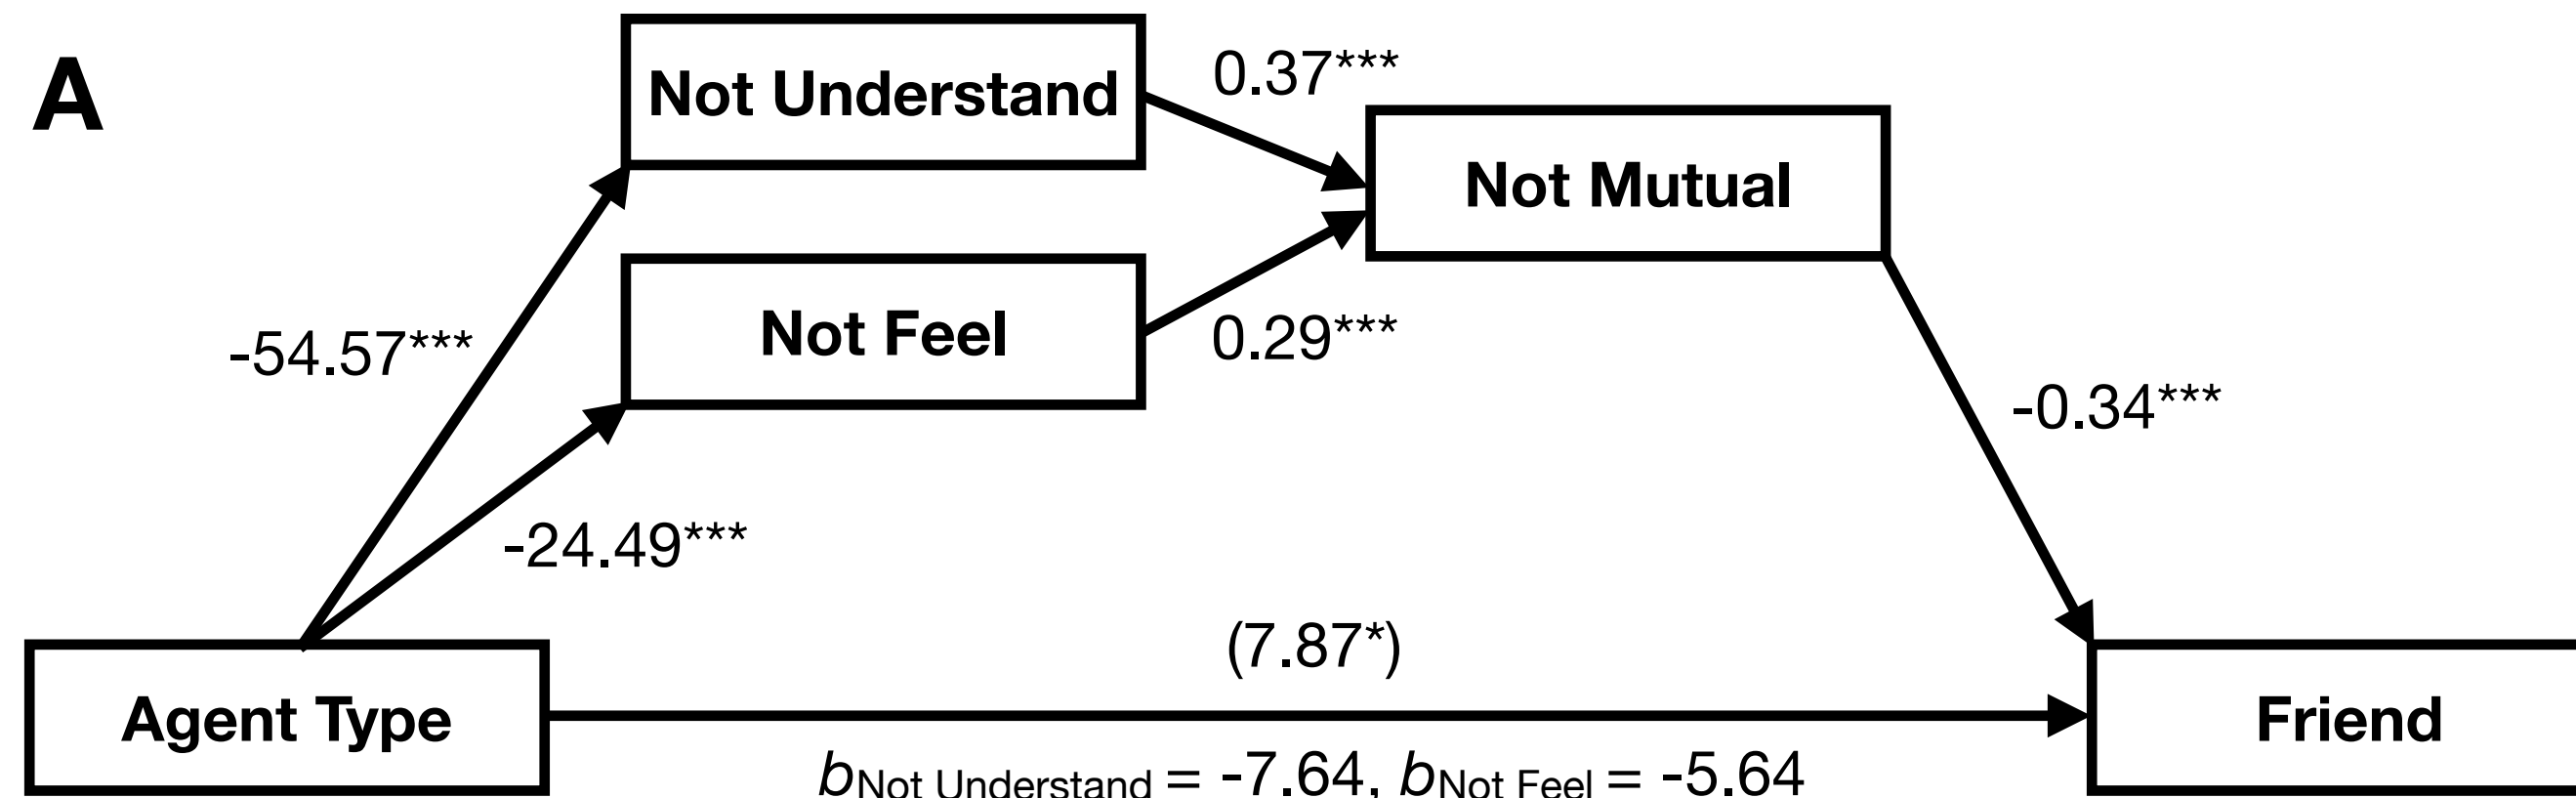 A
Not Understand
0.37***
Not Mutual
Not Feel
0.29***
-54.57***
-0.34***
-24.49***
(7.87*)
Agent Type
Friend
bNot Understand = -7.64, bNot Feel = -5.64